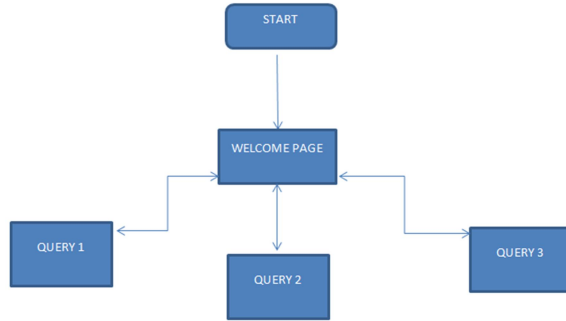 START
WELCOME PAGE
QUERY 1
QUERY 2
QUERY 3